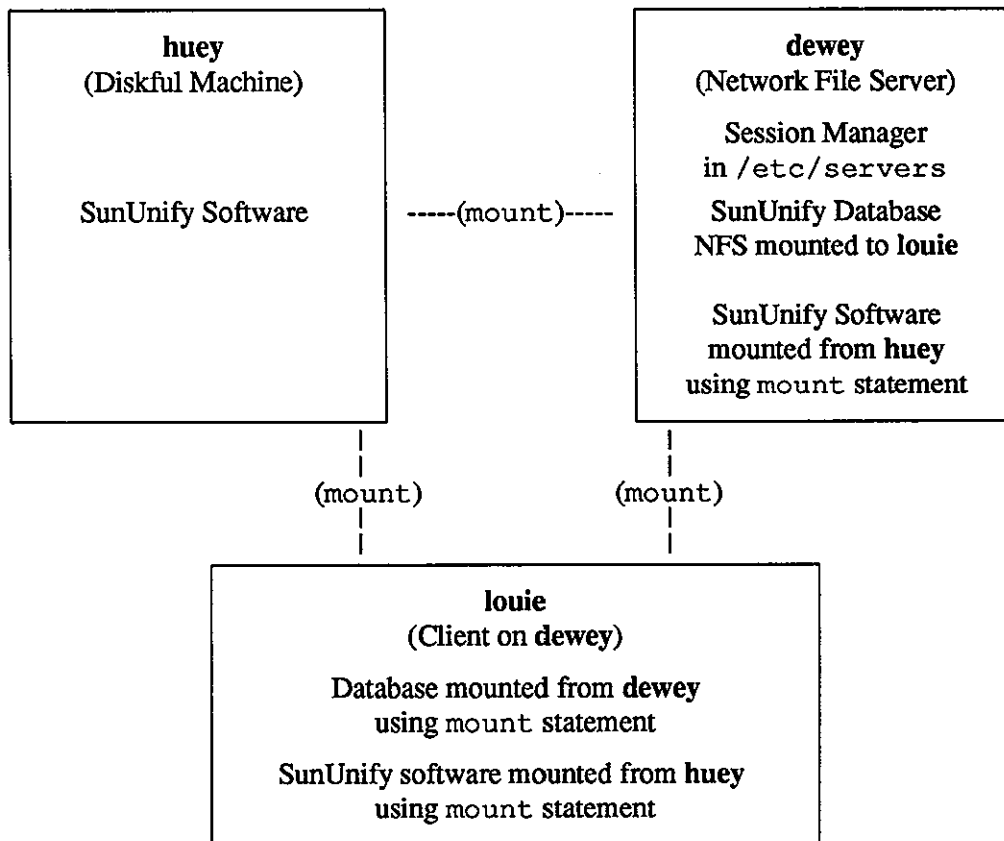 huey
(Diskful Machine)
SunUnify Software
-----(mount)-----
dewey
(Network File Server)
Session Manager
in /etc/servers
SunUnify Database
NFS mounted to louie
SunUnify Software
mounted from huey
using mount statement
(mount)
(mount)
louie
(Client on dewey)
Database mounted from dewey
using mount statement
SunUnify software mounted from huey
using mount statement